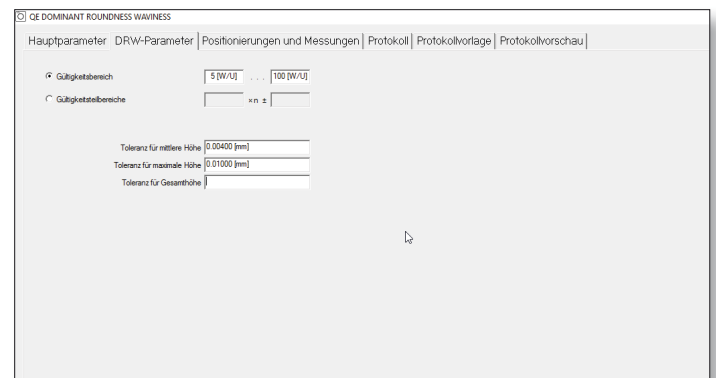 QE DOMINANT ROUNDNESS WAVINESS
Hauptparameter DRW-Parameter Positionierungen und Messungen Protokoll Protokollvorlage Protokollvorschau
Gültigkeitsbereich 5 [W/U] . . . 100 [W/U]
Gültigkeitsteilbereiche ×n ±
Toleranz für mittlere Höhe 0.00400 [mm]
Toleranz für maximale Höhe 0.01000 [mm]
Toleranz für Gesamthöhe